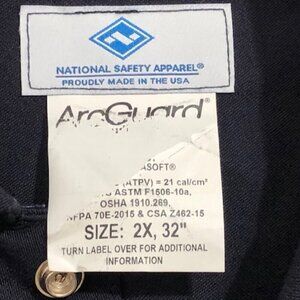 NATIONAL SAFETY APPAREL®
PROUDLY MADE IN THE USA
ArcGuard®
(ATPV) = 21 cal/cm²
ASTM F1506-10a,
OSHA 1910.269,
NFPA 70E-2015 & CSA Z462-15
SIZE: 2X, 32"
TURN LABEL OVER FOR ADDITIONAL
INFORMATION